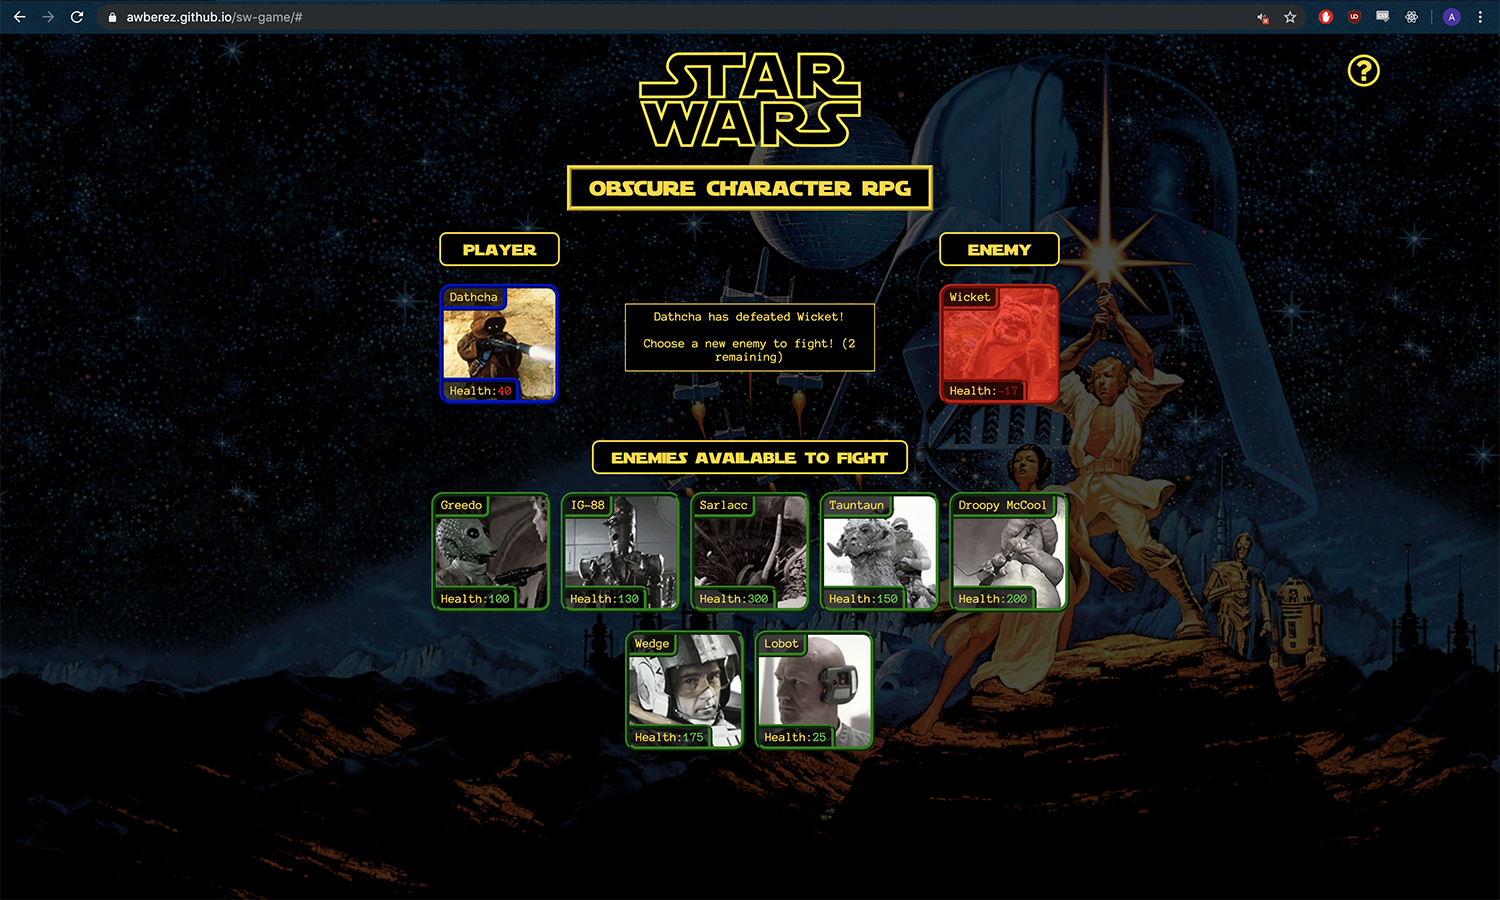 awberez.github.io/sw-game/#
A
STAR
WARS
?
OBSCURE CHARACTER RPG
PLAYER
ENEMY
Dathcha
Health:40
Dathcha has defeated Wicket!
Choose a new enemy to fight! (2
remaining)
Wicket
Health:-17
ENEMIES AVAILABLE TO FIGHT
Greedo
Health:100
IG-88
Health:130
Sarlacc
Health:300
Tauntaun
Health:150
Droopy McCool
Health:200
Wedge
Health:175
Lobot
Health:25